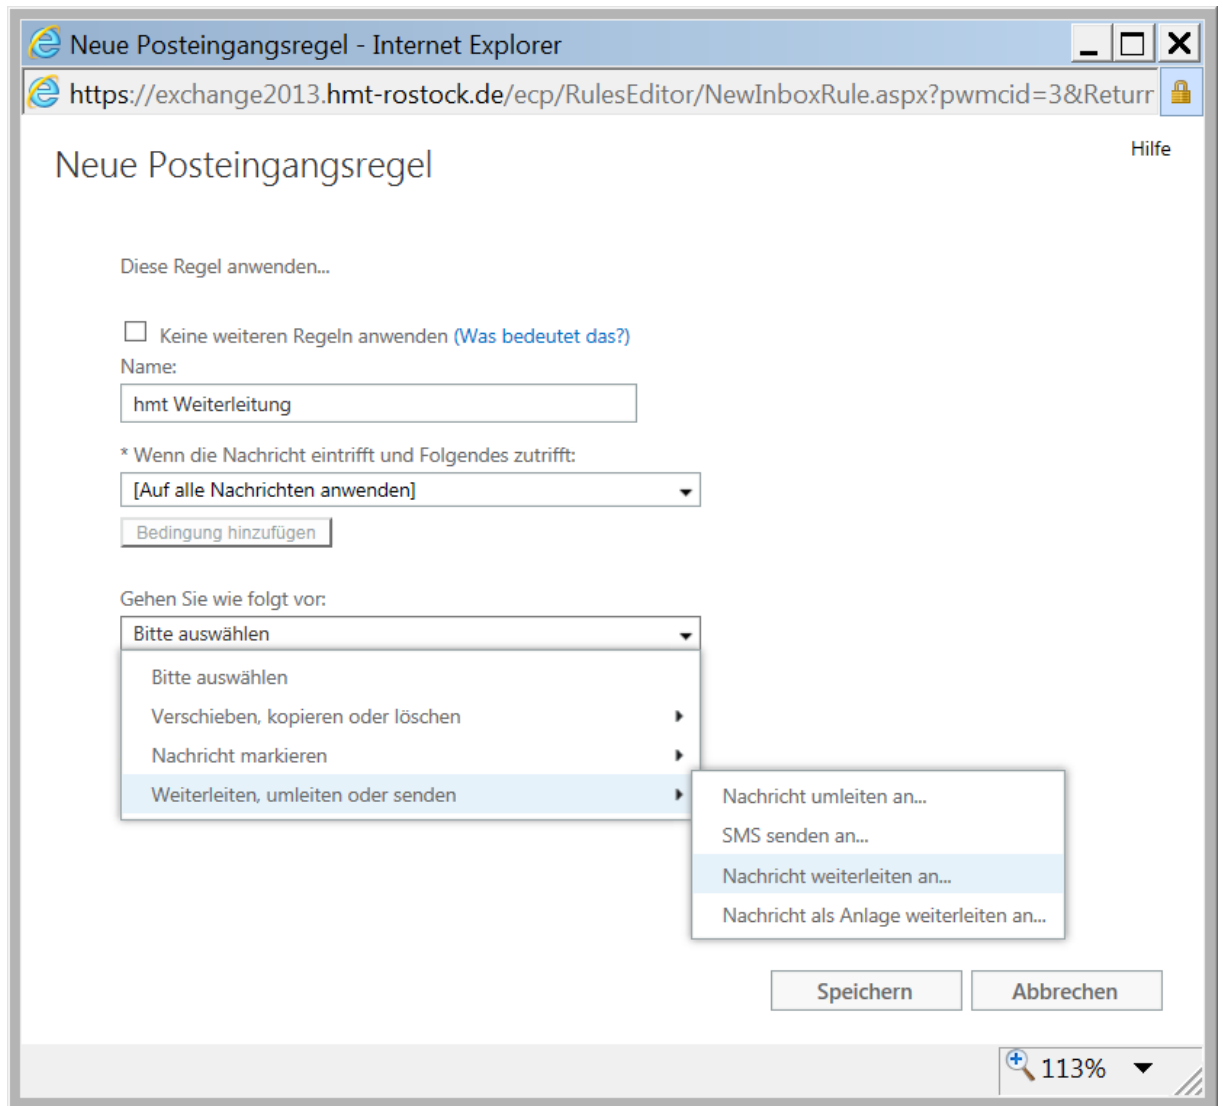 Neue Posteingangsregel - Internet Explorer
https://exchange2013.hmt-rostock.de/ecp/RulesEditor/NewInboxRule.aspx?pwmcid=3&Return
Hilfe
Neue Posteingangsregel
Diese Regel anwenden...
Keine weiteren Regeln anwenden (Was bedeutet das?)
Name:
hmt Weiterleitung
* Wenn die Nachricht eintrifft und Folgendes zutrifft:
[Auf alle Nachrichten anwenden]
Bedingung hinzufügen
Gehen Sie wie folgt vor:
Bitte auswählen
Bitte auswählen
Verschieben, kopieren oder löschen
Nachricht markieren
Weiterleiten, umleiten oder senden
Nachricht umleiten an...
SMS senden an...
Nachricht weiterleiten an...
Nachricht als Anlage weiterleiten an...
Speichern
Abbrechen
113%